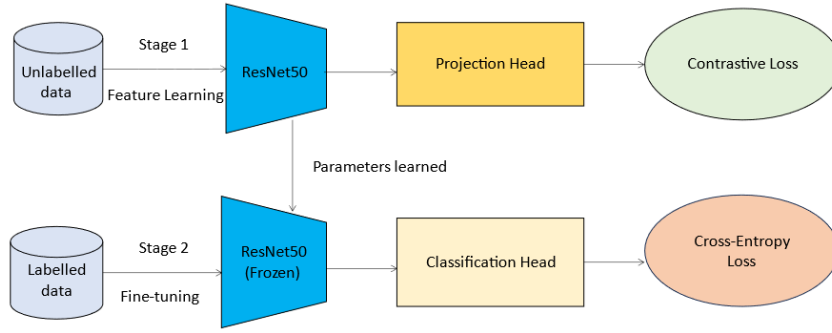 Unlabelled
data
Stage 1
Feature Learning
ResNet50
Projection Head
Contrastive Loss
Parameters learned
Labelled
data
Stage 2
Fine-tuning
ResNet50
(Frozen)
Classification Head
Cross-Entropy
Loss